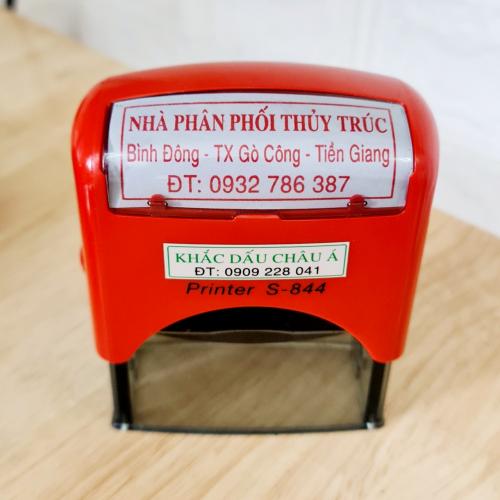 NHÀ PHÂN PHỐI THỦY TRÚC
Bình Đông - TX Gò Công - Tiền Giang
ĐT: 0932 786 387
KHẮC DẤU CHÂU Á
ĐT: 0909 228 041
Printer S-844